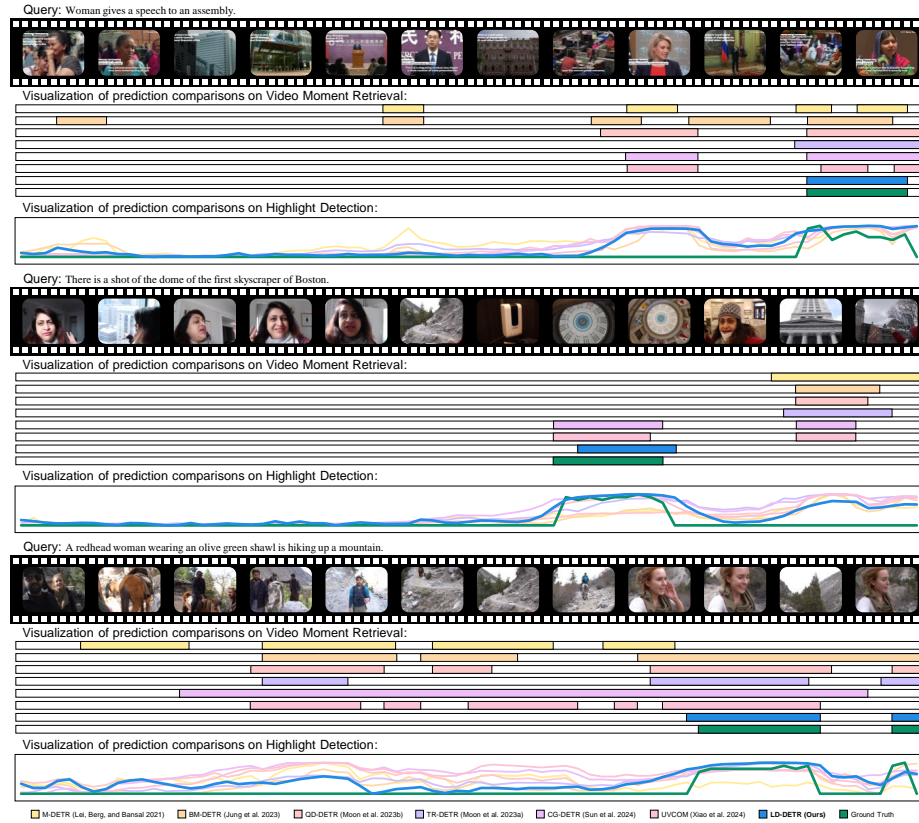 Query: Woman gives a speech to an assembly.
民 衆
Visualization of prediction comparisons on Video Moment Retrieval:
Visualization of prediction comparisons on Highlight Detection:
Query: There is a shot of the dome of the first skyscraper of Boston.
Visualization of prediction comparisons on Video Moment Retrieval:
Visualization of prediction comparisons on Highlight Detection:
Query: A redhead woman wearing an olive green shawl is hiking up a mountain.
Visualization of prediction comparisons on Video Moment Retrieval:
Visualization of prediction comparisons on Highlight Detection:
M-DETR (Lei, Berg, and Bansal 2021) BM-DETR (Jung et al. 2023) QD-DETR (Moon et al. 2023b) TR-DETR (Moon et al. 2023a) CG-DETR (Sun et al. 2024) UVCOM (Xiao et al. 2024) LD-DETR (Ours) Ground Truth